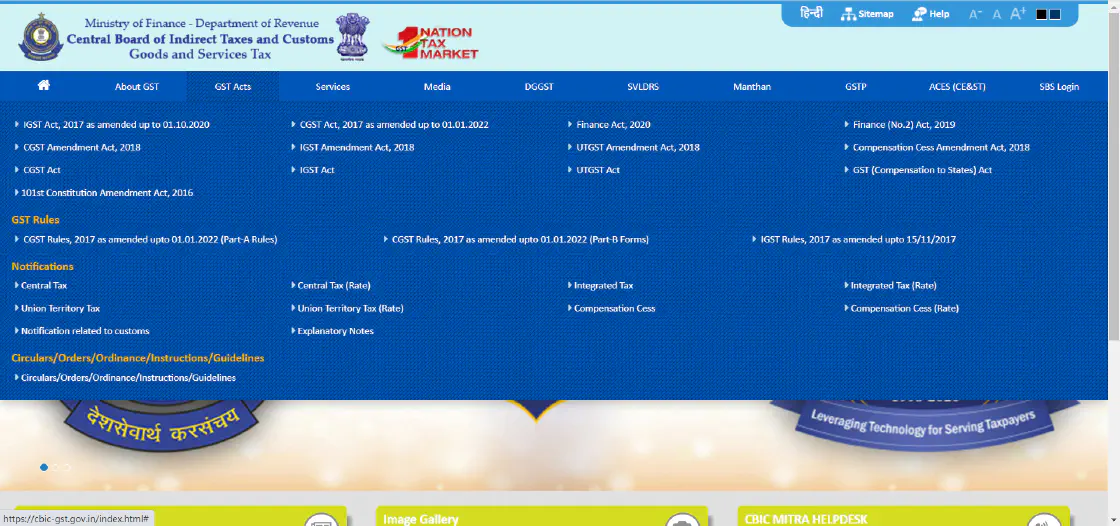 Ministry of Finance - Department of Revenue
Central Board of Indirect Taxes and Customs
Goods and Services Tax
GST
1 NATION
TAX
MARKET
हिन्दी Sitemap Help A- A A+
About GST GST Acts Services Media DGGST SVLDRS Manthan GSTP ACES (CE&ST) SBS Login
IGST Act, 2017 as amended up to 01.10.2020 CGST Act, 2017 as amended up to 01.01.2022 Finance Act, 2020 Finance (No.2) Act, 2019
CGST Amendment Act, 2018 IGST Amendment Act, 2018 UTGST Amendment Act, 2018 Compensation Cess Amendment Act, 2018
CGST Act IGST Act UTGST Act GST (Compensation to States) Act
101st Constitution Amendment Act, 2016
GST Rules
CGST Rules, 2017 as amended upto 01.01.2022 (Part-A Rules) CGST Rules, 2017 as amended upto 01.01.2022 (Part-B Forms) IGST Rules, 2017 as amended upto 15/11/2017
Notifications
Central Tax Central Tax (Rate) Integrated Tax Integrated Tax (Rate)
Union Territory Tax Union Territory Tax (Rate) Compensation Cess Compensation Cess (Rate)
Notification related to customs Explanatory Notes
Circulars/Orders/Ordinance/Instructions/Guidelines
Circulars/Orders/Ordinance/Instructions/Guidelines
देशसेवार्थ करसंचय
Leveraging Technology for Serving Taxpayers
https://cbic-gst.gov.in/index.html#
Image Gallery
CBIC MITRA HELPDESK